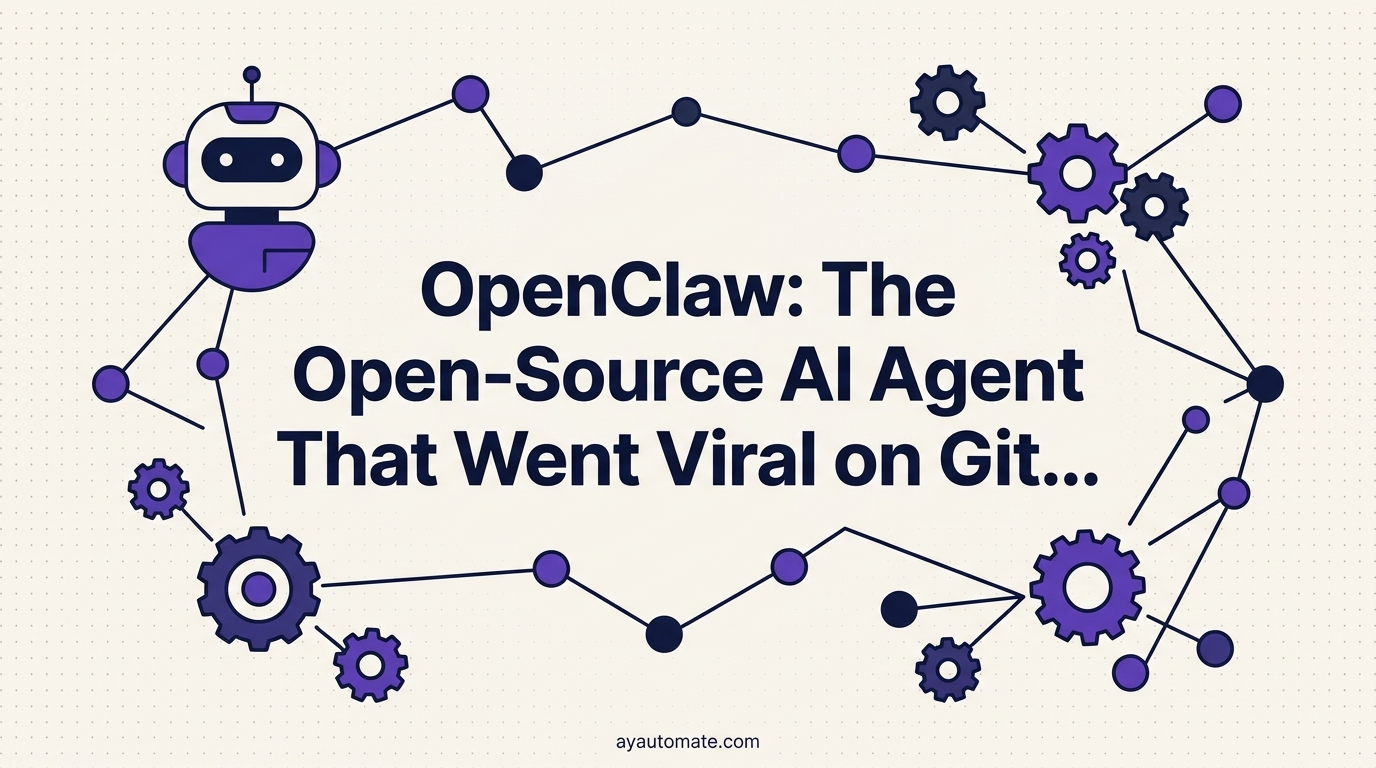 OpenClaw: The
Open-Source AI Agent
That Went Viral on Git...
ayautomate.com